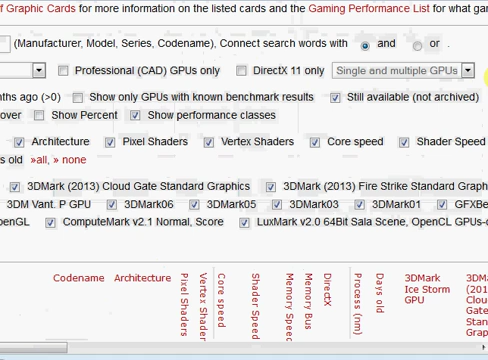 of Graphic Cards for more information on the listed cards and the Gaming Performance List for what gam
(Manufacturer, Model, Series, Codename), Connect search words with and or .
Professional (CAD) GPUs only DirectX 11 only Single and multiple GPUs
nths ago (>0) Show only GPUs with known benchmark results Still available (not archived)
over Show Percent Show performance classes
Architecture Pixel Shaders Vertex Shaders Core speed Shader Speed
s old »all, » none
3DMark (2013) Cloud Gate Standard Graphics 3DMark (2013) Fire Strike Standard Graph
3DM Vant. P GPU 3DMark06 3DMark05 3DMark03 3DMark01 GFXBe
penGL ComputeMark v2.1 Normal, Score LuxMark v2.0 64Bit Sala Scene, OpenCL GPUs-o
Codename Architecture Pixel Shaders Vertex Shader Core speed Shader Speed Memory Speed Memory Bus DirectX Process (nm) Days old
3DMark
Ice Storm
GPU
3DMa
(201
Cloud
Gate
Stan
Grap